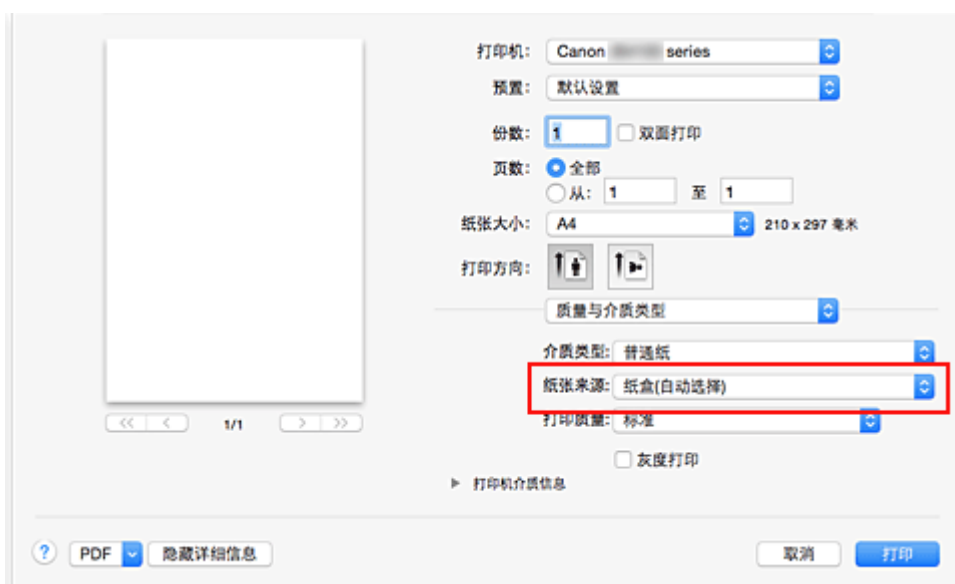 打印机: Canon series
预置: 默认设置
份数: 1 双面打印
页数: 全部
从: 1 至 1
纸张大小: A4 210 x 297 毫米
打印方向:
质量与介质类型
介质类型: 普通纸
纸张来源: 纸盒(自动选择)
打印质量: 标准
灰度打印
打印机介质信息
<< < 1/1 > >>
? PDF 隐藏详细信息 取消 打印